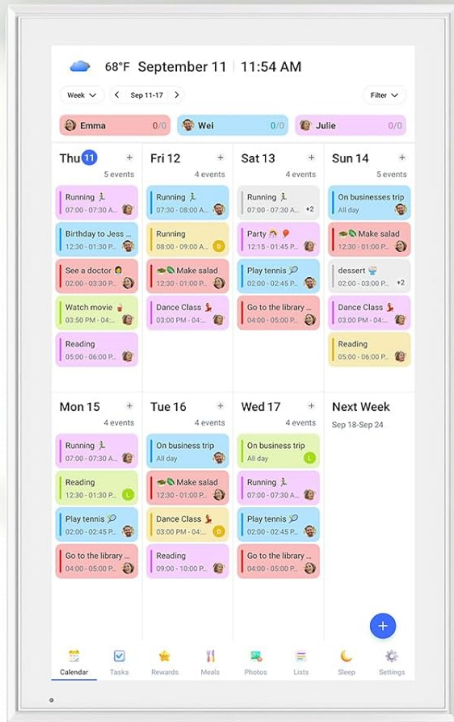 68°F September 11 11:54 AM
Week
Sep 11-17
Filter
Emma 0/0
Wei 0/0
Julie 0/0
Thu 11 +
5 events
Running
07:00 - 07:30 A...
Birthday to Jess ...
12:30 - 01:30 P...
See a doctor
02:00 - 03:30 P...
Watch movie
03:50 PM - 04:...
Reading
05:00 - 06:00 P...
Fri 12 +
4 events
Running
07:30 - 08:00 A...
Running
08:00 - 09:00 A...
D
Make salad
12:30 - 01:00 P...
Dance Class
03:00 PM - 04:...
Sat 13 +
4 events
Running
07:00 - 07:30 A... +2
Party
12:15 - 01:45 P...
Play tennis
02:00 - 02:45 P...
Go to the library ...
04:00 - 05:00 P...
Sun 14 +
5 events
On businesses trip
All day
Make salad
12:30 - 01:00 P...
dessert
02:00 - 03:00 P... +2
Dance Class
03:00 PM - 04:...
Reading
05:00 - 06:00 P...
Mon 15 +
4 events
Running
07:00 - 07:30 A...
Reading
12:30 - 01:30 P...
L
Play tennis
02:00 - 02:45 P...
Go to the library ...
04:00 - 05:00 P...
Tue 16 +
4 events
On business trip
All day
Make salad
12:30 - 01:00 P...
Dance Class
03:00 PM - 04:...
D
Reading
09:00 - 10:00 P...
Wed 17 +
4 events
On business trip
All day
L
Running
07:00 - 07:30 A...
Play tennis
02:00 - 02:45 P...
Go to the library ...
04:00 - 05:00 P...
Next Week
Sep 18-Sep 24
+
Calendar
Tasks
Rewards
Meals
Photos
Lists
Sleep
Settings